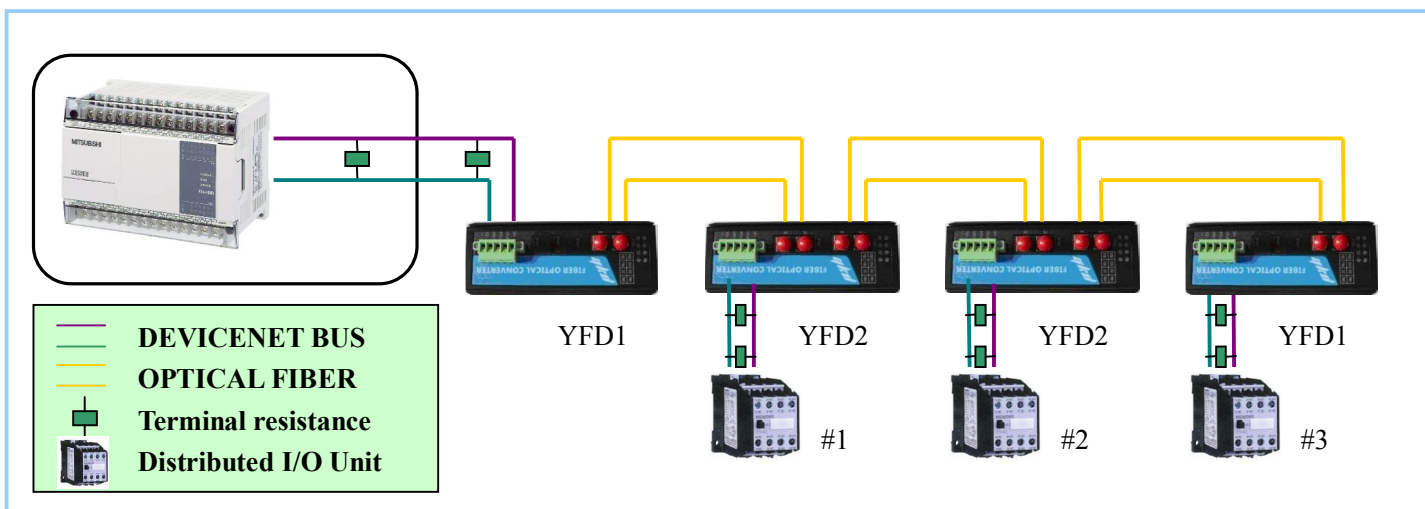 MITSUBISHI
FIBER OPTICAL CONVERTER
FIBER OPTICAL CONVERTER
FIBER OPTICAL CONVERTER
FIBER OPTICAL CONVERTER
YFD1
YFD2
YFD2
YFD1
DEVICENET BUS
OPTICAL FIBER
Terminal resistance
Distributed I/O Unit
#1
#2
#3